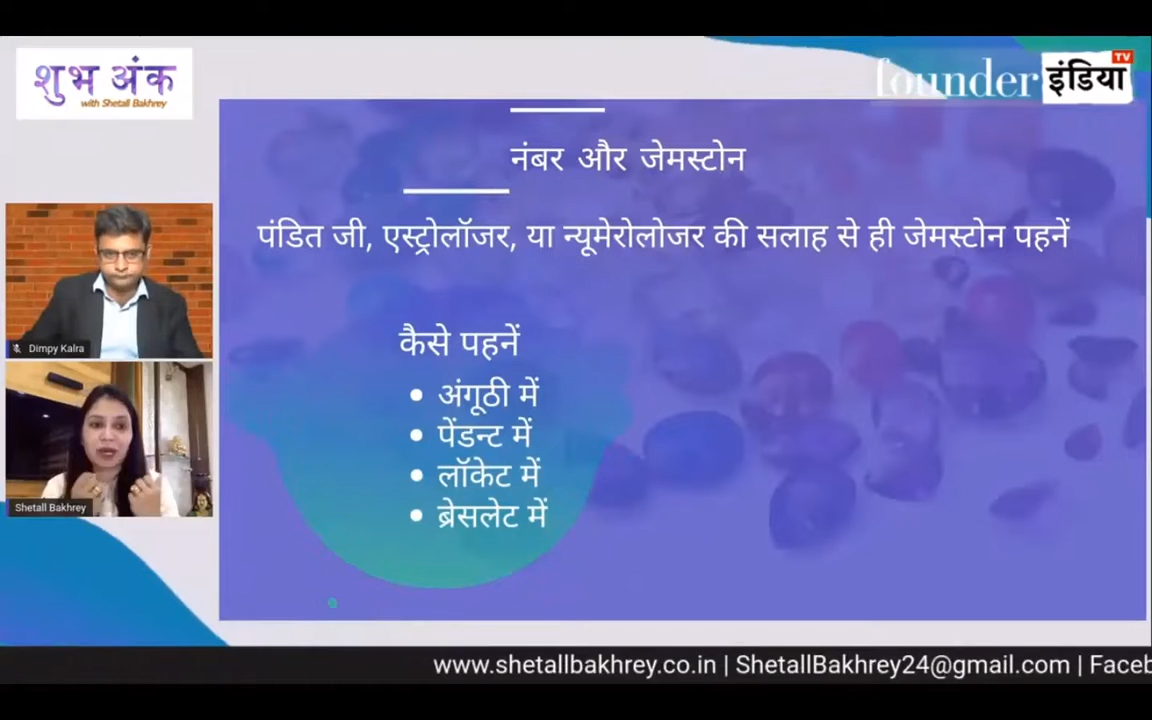 शुभ अंक
with Shetall Bakhrey
founder इंडिया TV
नंबर और जेमस्टोन
पंडित जी, एस्ट्रोलॉजर, या न्यूमेरोलोजर की सलाह से ही जेमस्टोन पहनें
कैसे पहनें
• अंगूठी में
• पेंडन्ट में
• लॉकेट में
• ब्रेसलेट में
Dimpy Kalra
Shetall Bakhrey
www.shetallbakhrey.co.in | ShetallBakhrey24@gmail.com | Faceb